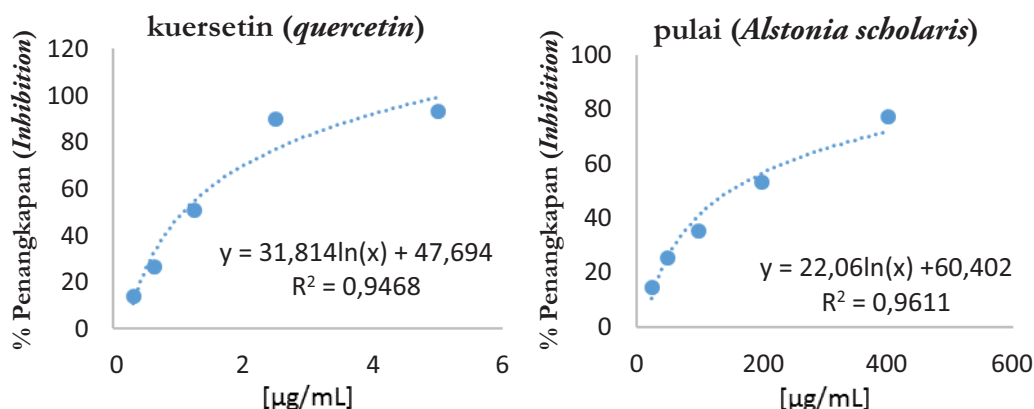 kuersetin (quercetin)
% Penangkapan (Inhibition)
120
100
80
60
40
20
0
y = 31,814ln(x) + 47,694
R² = 0,9468
0 2 4 6
[µg/mL]
pulai (Alstonia scholaris)
% Penangkapan (Inhibition)
100
80
60
40
20
0
y = 22,06ln(x) +60,402
R² = 0,9611
0 200 400 600
[µg/mL]